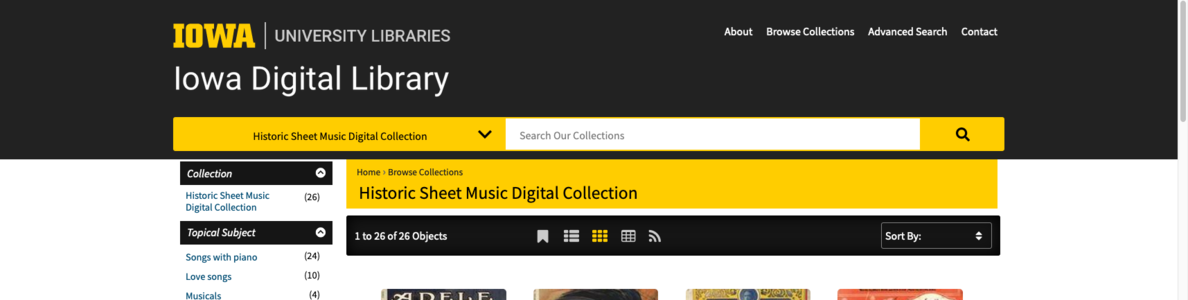 IOWA UNIVERSITY LIBRARIES
About Browse Collections Advanced Search Contact
Iowa Digital Library
Historic Sheet Music Digital Collection Search Our Collections
Collection
Historic Sheet Music
Digital Collection (26)
Topical Subject
Songs with piano (24)
Love songs (10)
Musicals (4)
Home › Browse Collections
Historic Sheet Music Digital Collection
1 to 26 of 26 Objects Sort By:
ADELE